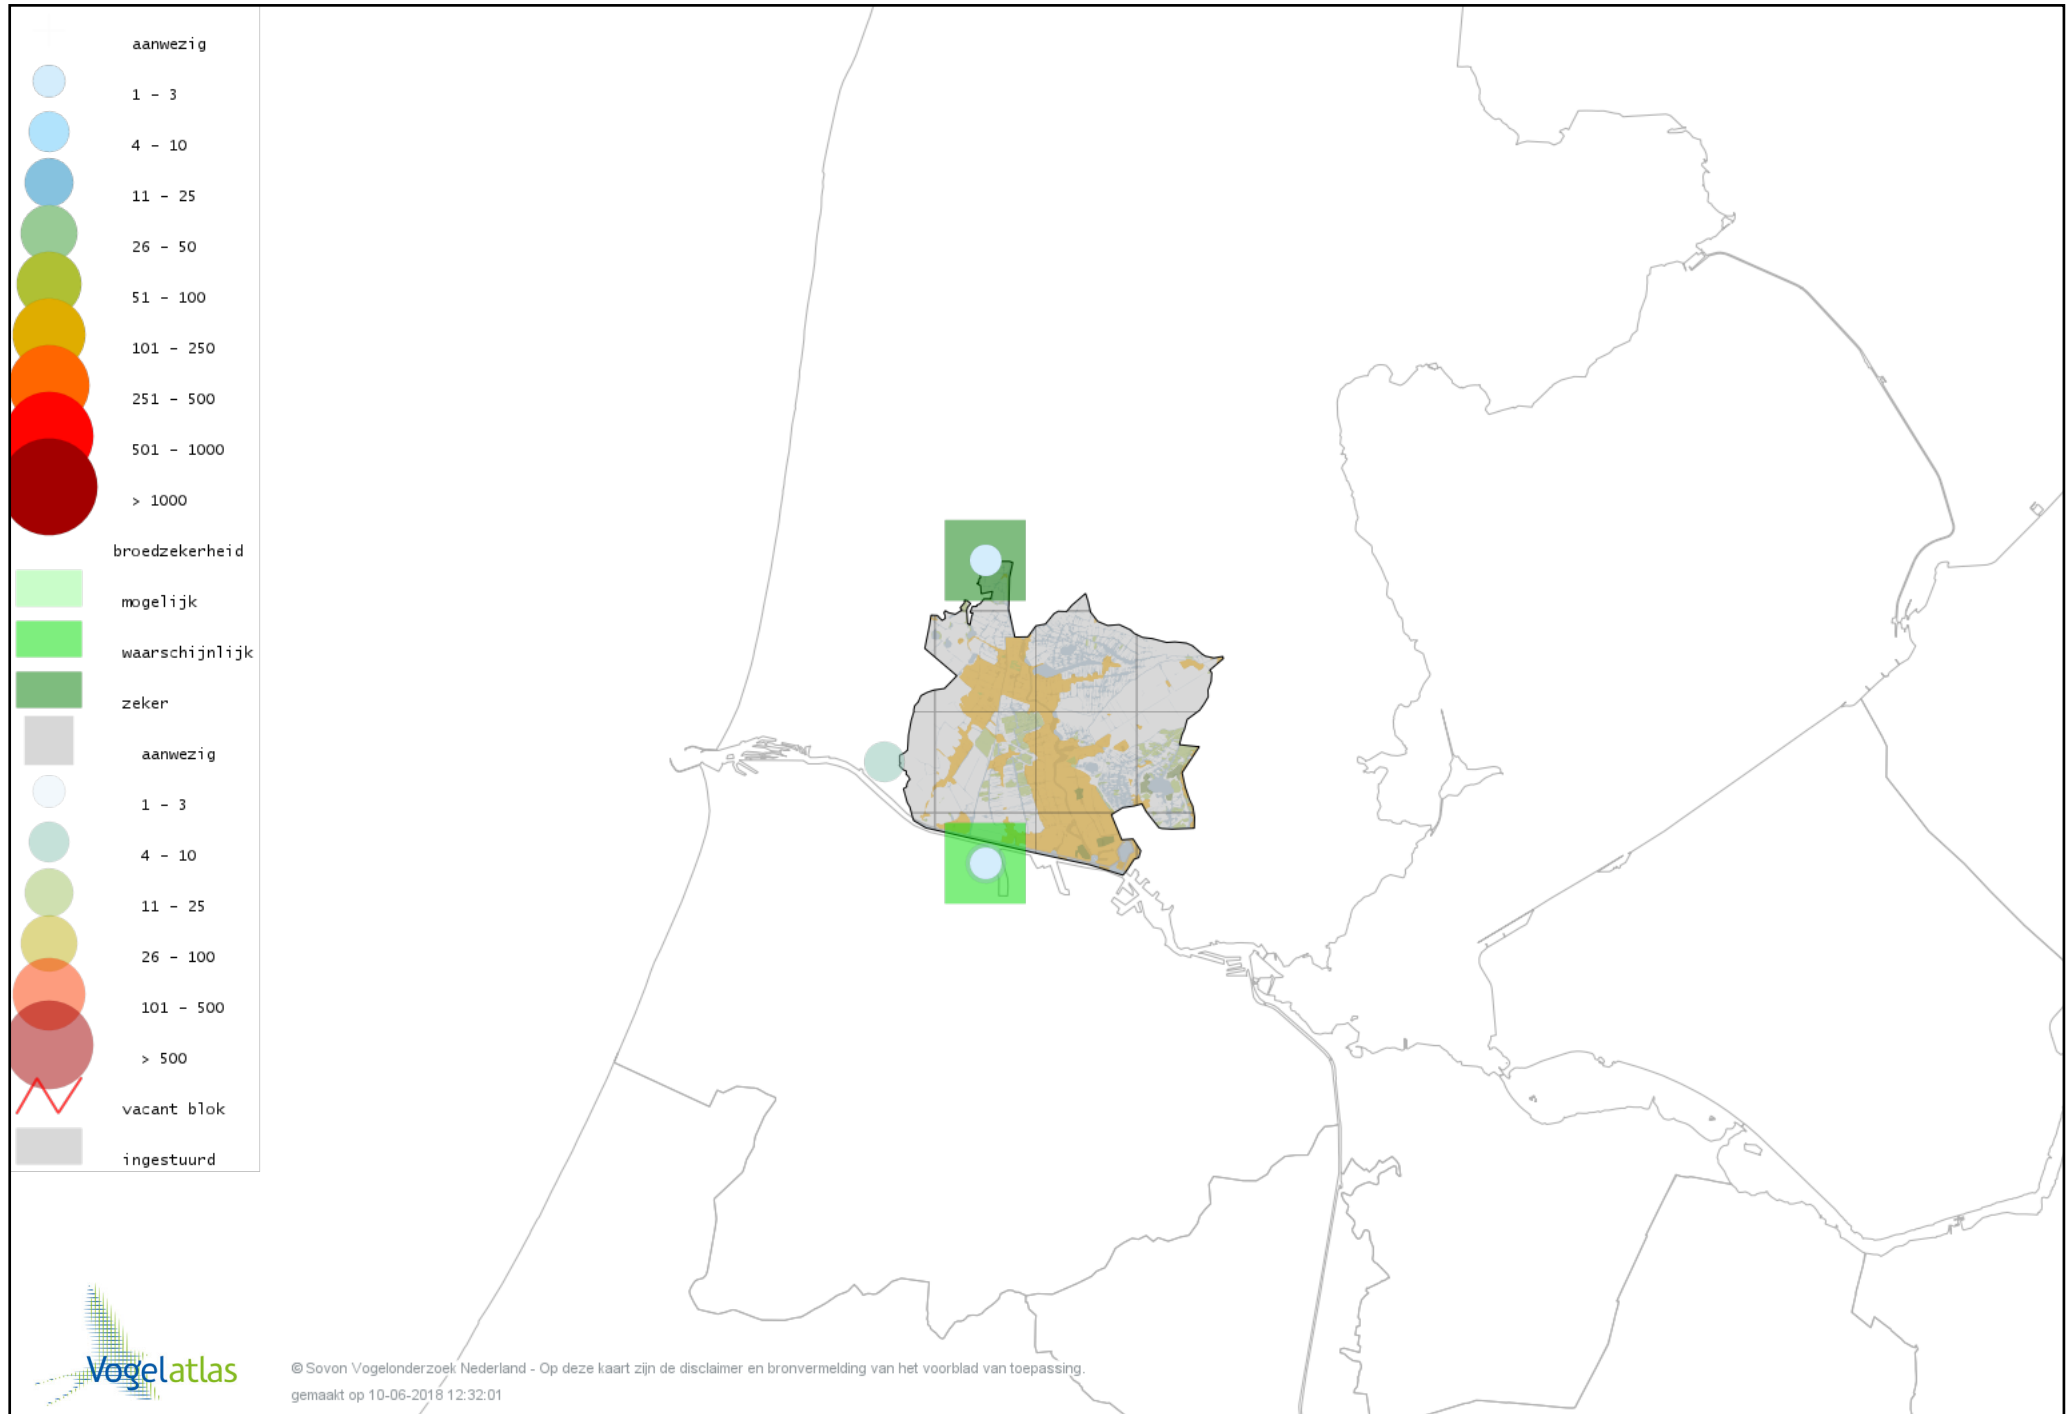 aanwezig
1 - 3
4 - 10
11 - 25
26 - 50
51 - 100
101 - 250
251 - 500
501 - 1000
> 1000
broedzekerheid
mogelijk
waarschijnlijk
zeker
aanwezig
1 - 3
4 - 10
11 - 25
26 - 100
101 - 500
> 500
vacant blok
ingestuurd
Vogelatlas
© Sovon Vogelonderzoek Nederland - Op deze kaart zijn de disclaimer en bronvermelding van het voorblad van toepassing.
gemaakt op 10-06-2018 12:32:01